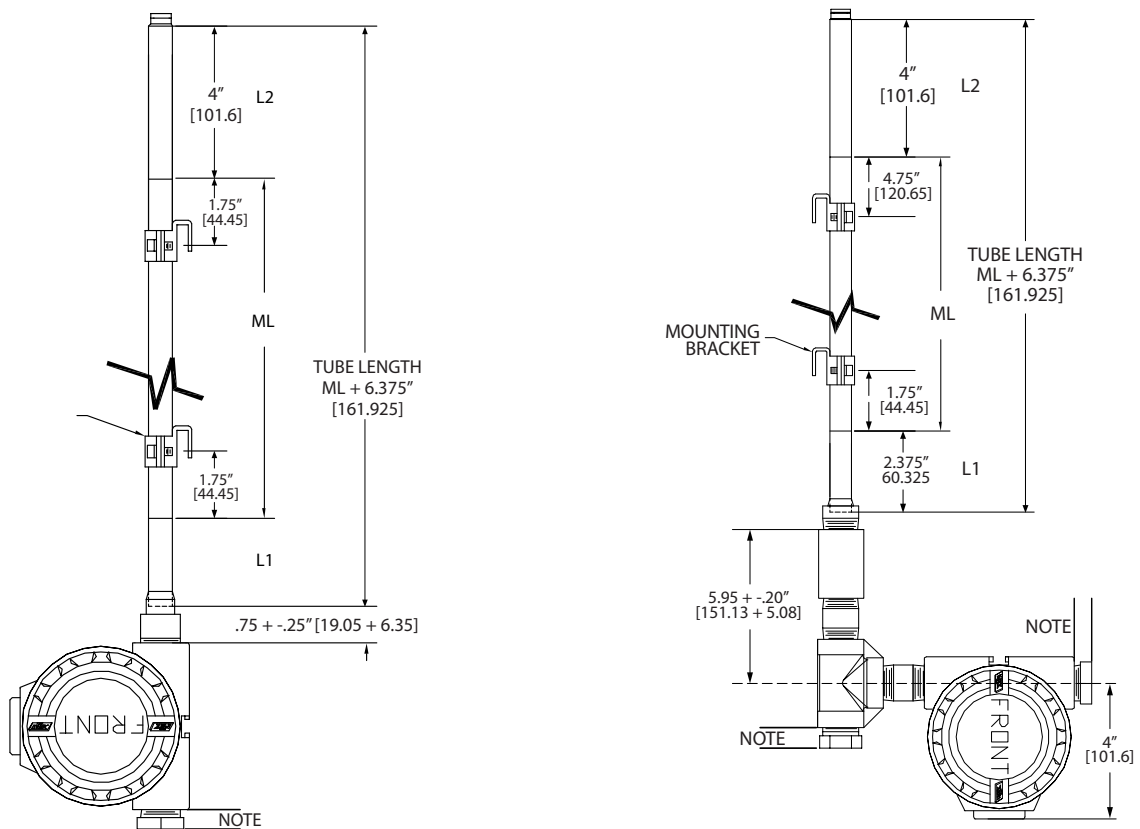 4”
[101.6]
L2
1.75”
[44.45]
ML
TUBE LENGTH
ML + 6.375”
[161.925]
1.75”
[44.45]
L1
.75 + -.25” [19.05 + 6.35]
FRONT
NOTE
4”
[101.6]
L2
4.75”
[120.65]
TUBE LENGTH
ML + 6.375”
[161.925]
ML
MOUNTING
BRACKET
1.75”
[44.45]
2.375”
60.325
L1
5.95 + -.20”
[151.13 + 5.08]
NOTE
FRONT
NOTE
4”
[101.6]